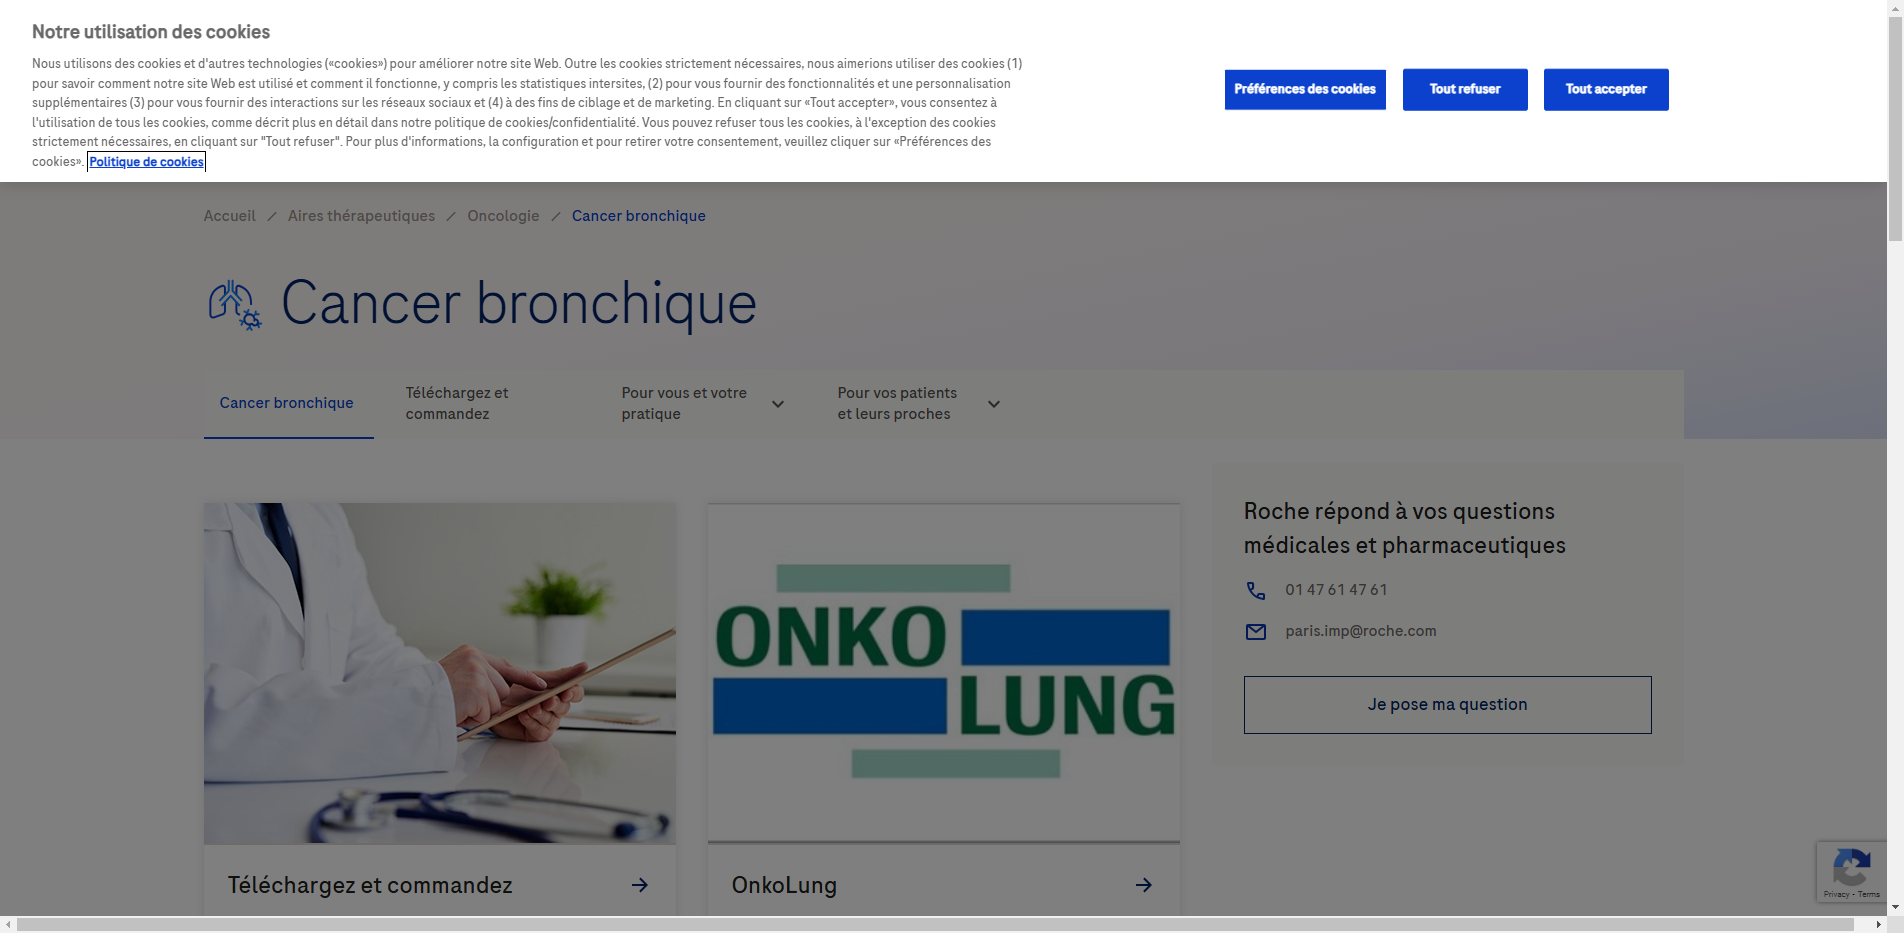 Notre utilisation des cookies
Nous utilisons des cookies et d'autres technologies («cookies») pour améliorer notre site Web. Outre les cookies strictement nécessaires, nous aimerions utiliser des cookies (1)
pour savoir comment notre site Web est utilisé et comment il fonctionne, y compris les statistiques intersites, (2) pour vous fournir des fonctionnalités et une personnalisation
supplémentaires (3) pour vous fournir des interactions sur les réseaux sociaux et (4) à des fins de ciblage et de marketing. En cliquant sur «Tout accepter», vous consentez à
l'utilisation de tous les cookies, comme décrit plus en détail dans notre politique de cookies/confidentialité. Vous pouvez refuser tous les cookies, à l'exception des cookies
strictement nécessaires, en cliquant sur "Tout refuser". Pour plus d'informations, la configuration et pour retirer votre consentement, veuillez cliquer sur «Préférences des
cookies». Politique de cookies
Préférences des cookies
Tout refuser
Tout accepter
Accueil / Aires thérapeutiques / Oncologie / Cancer bronchique
Cancer bronchique
Cancer bronchique
Téléchargez et
commandez
Pour vous et votre
pratique
Pour vos patients
et leurs proches
ONKO
LUNG
Téléchargez et commandez
OnkoLung
Roche répond à vos questions
médicales et pharmaceutiques
01 47 61 47 61
paris.imp@roche.com
Je pose ma question
Privacy - Terms